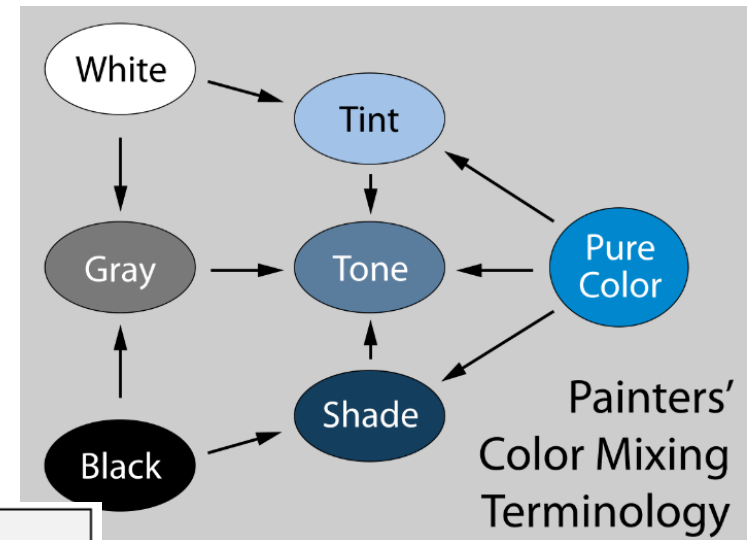 White
Tint
Gray
Tone
Pure
Color
Shade
Black
Painters’
Color Mixing
Terminology